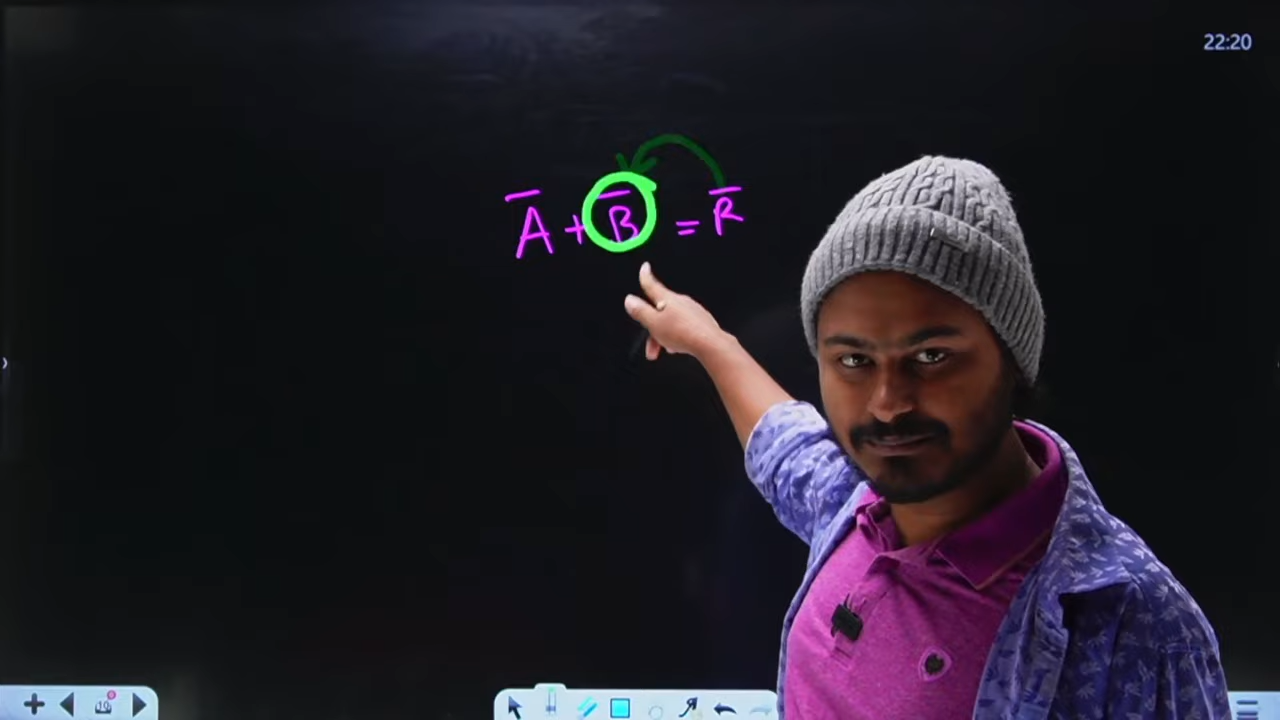 22:20
A̅ + B̅ = R̅